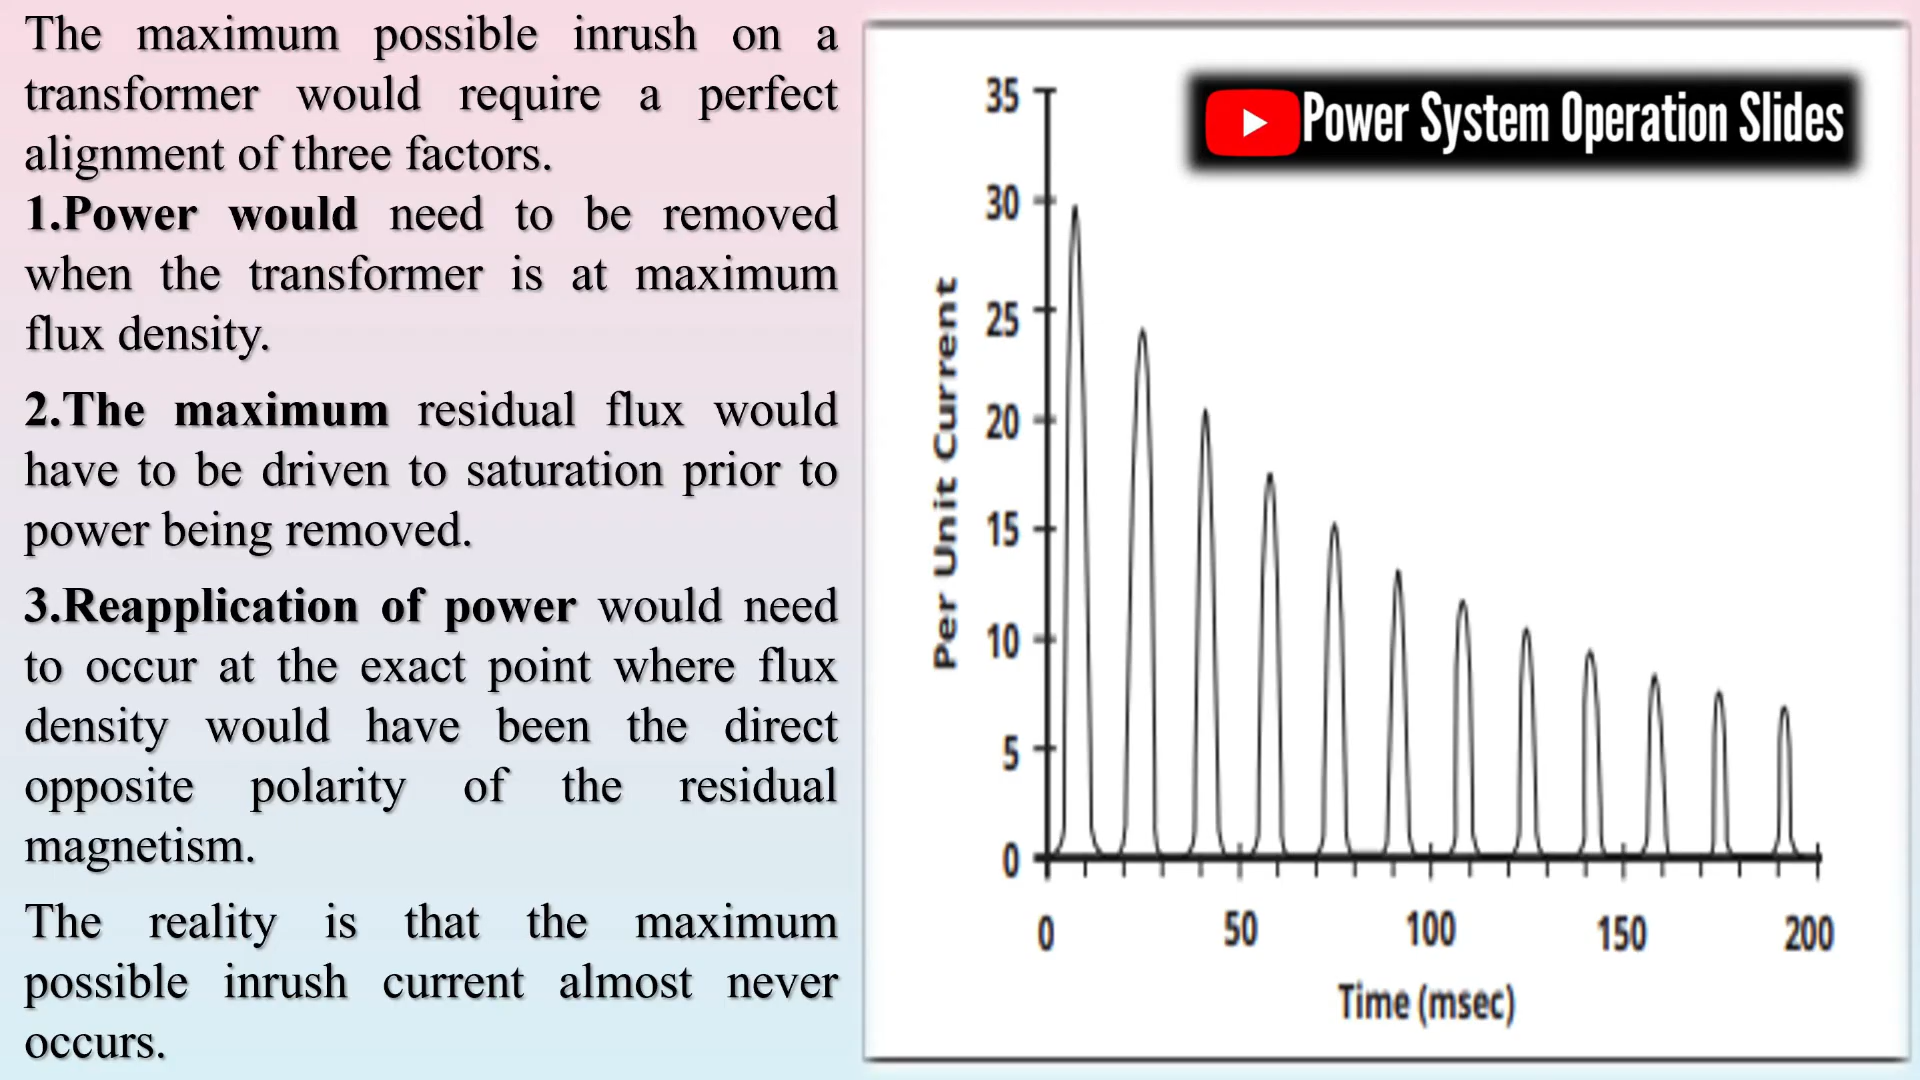 The maximum possible inrush on a
transformer would require a perfect
alignment of three factors.
1.Power would need to be removed
when the transformer is at maximum
flux density.
2.The maximum residual flux would
have to be driven to saturation prior to
power being removed.
3.Reapplication of power would need
to occur at the exact point where flux
density would have been the direct
opposite polarity of the residual
magnetism.
The reality is that the maximum
possible inrush current almost never
occurs.
Power System Operation Slides
Per Unit Current
35
30
25
20
15
10
5
0
0 50 100 150 200
Time (msec)